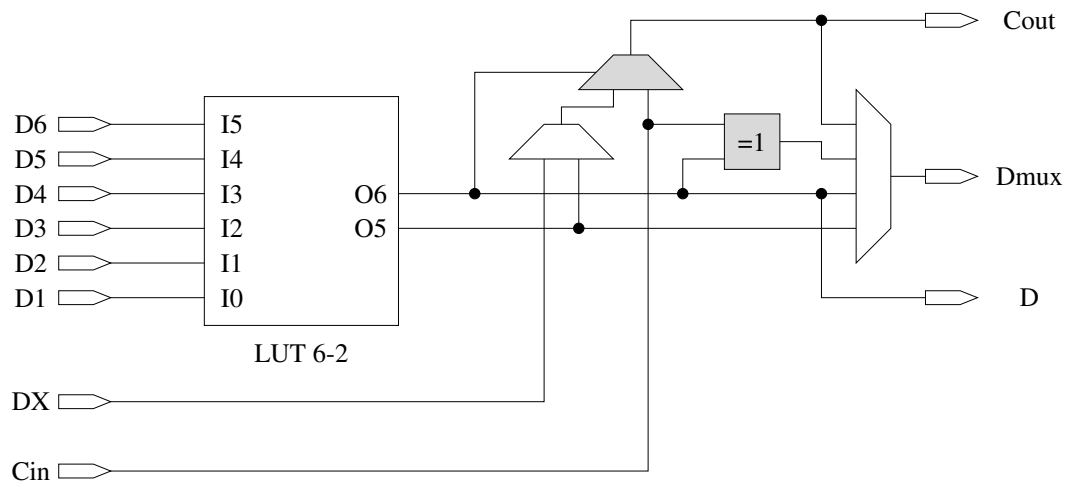 Cout
D6 I5
D5 I4 =1
D4 I3 O6 Dmux
D3 I2 O5
D2 I1
D1 I0 D
LUT 6-2
DX
Cin